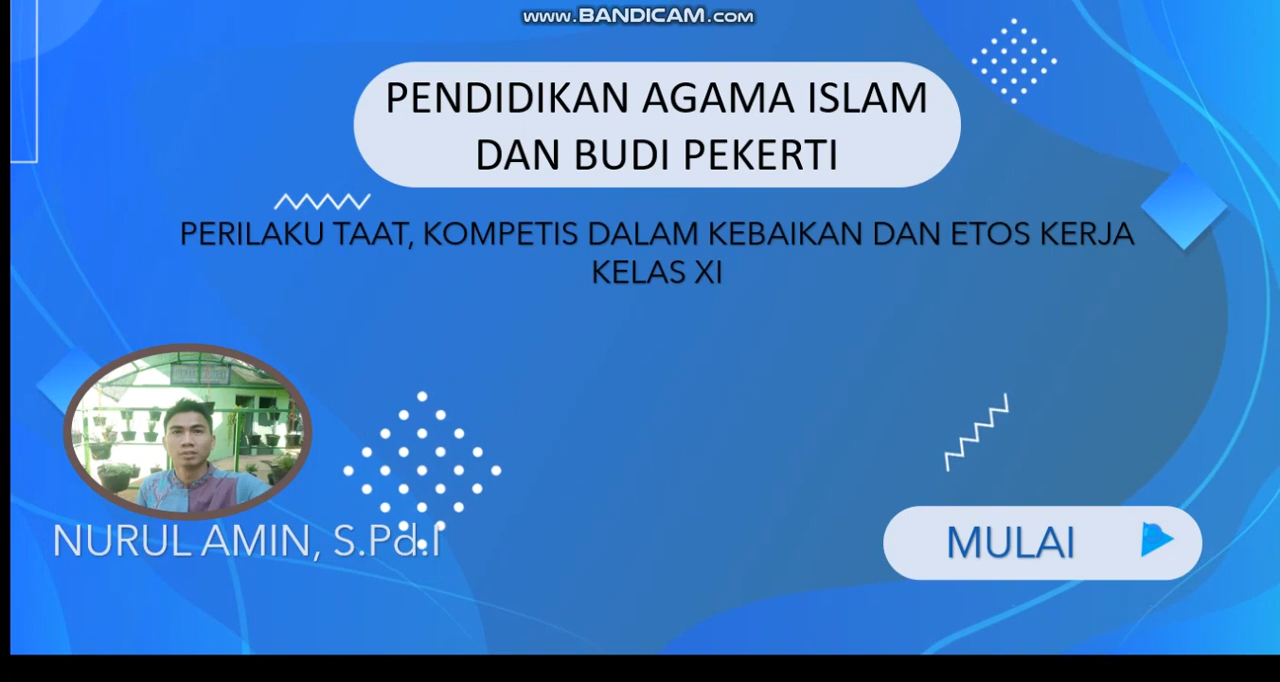 www.BANDICAM.com
PENDIDIKAN AGAMA ISLAM
DAN BUDI PEKERTI
PERILAKU TAAT, KOMPETIS DALAM KEBAIKAN DAN ETOS KERJA
KELAS XI
NURUL AMIN, S.Pd.I
MULAI